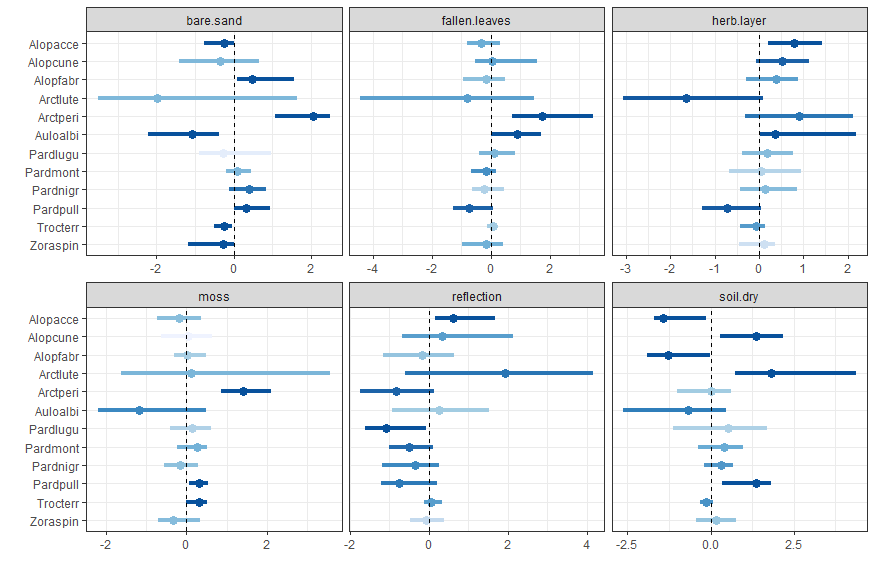 bare.sand fallen.leaves herb.layer
Alopacce
Alopcune
Alopfabr
Arctlute
Arctperi
Auloalbi
Pardlugu
Pardmont
Pardnigr
Pardpull
Trocterr
Zoraspin
-2 0 2 -4 -2 0 2 -3 -2 -1 0 1 2
moss reflection soil.dry
Alopacce
Alopcune
Alopfabr
Arctlute
Arctperi
Auloalbi
Pardlugu
Pardmont
Pardnigr
Pardpull
Trocterr
Zoraspin
-2 0 2 -2 0 2 4 -2.5 0.0 2.5